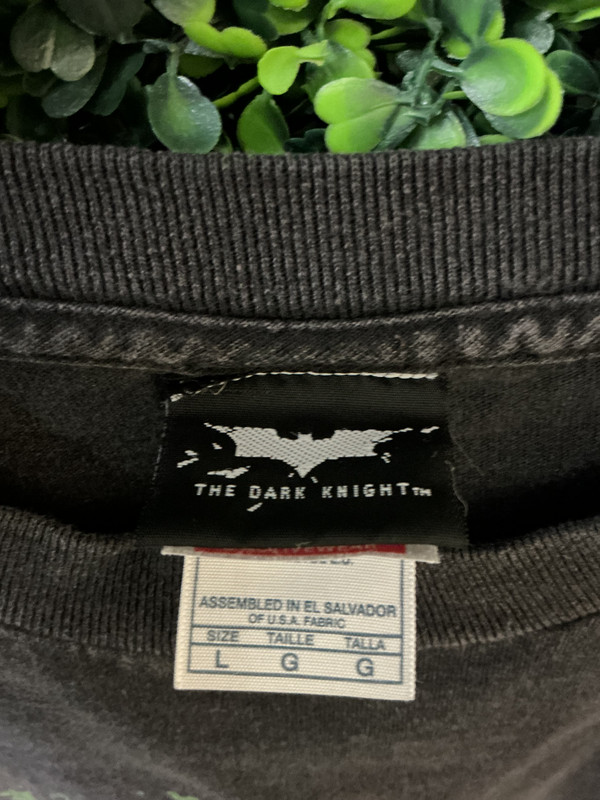 THE DARK KNIGHT™
ASSEMBLED IN EL SALVADOR
OF U.S.A. FABRIC
SIZE TAILLE TALLA
L G G